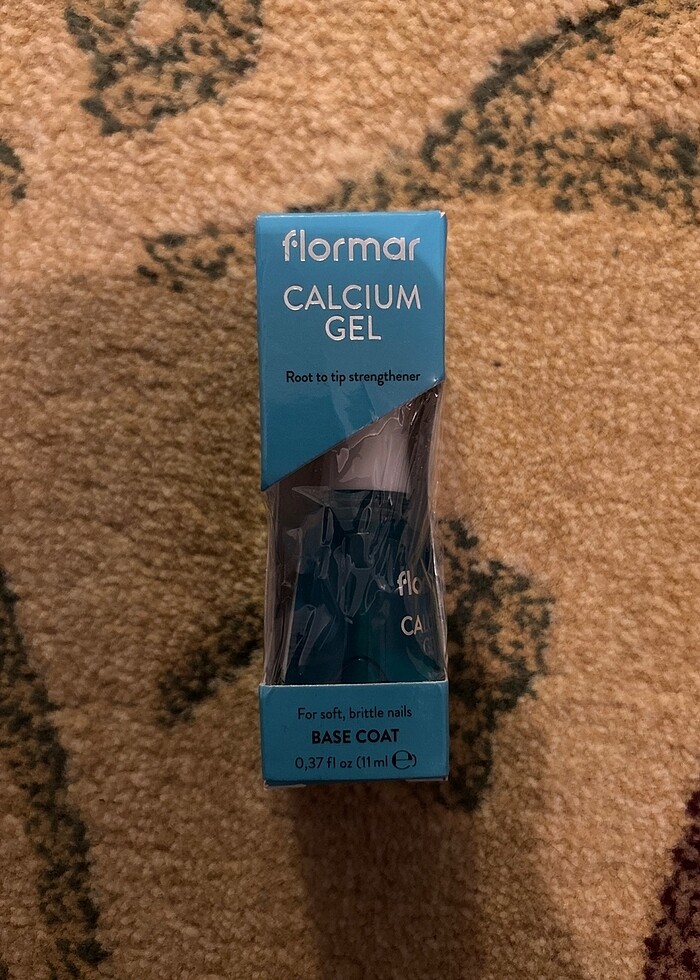 flormar
CALCIUM
GEL
Root to tip strengthener
flo
CA
For soft, brittle nails
BASE COAT
0,37 fl oz (11 ml ℮)